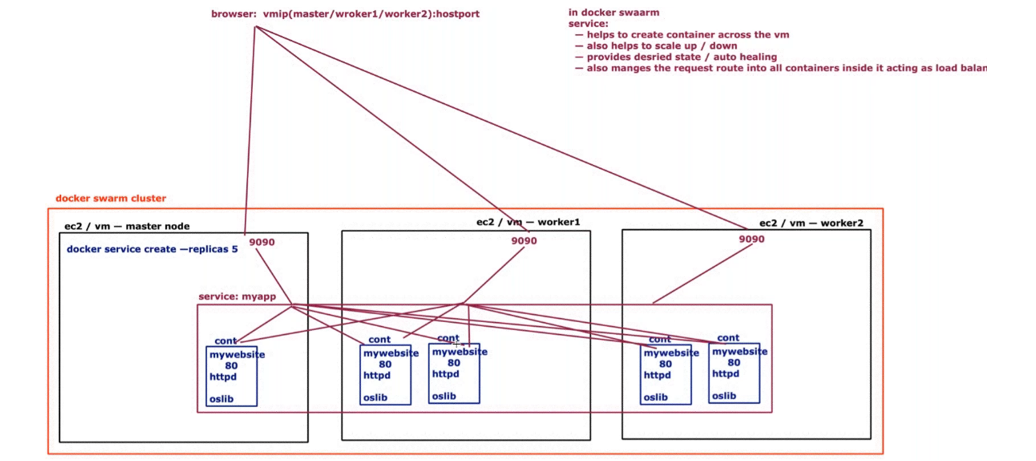 browser: vmip(master/wroker1/worker2):hostport
in docker swaarm
service:
— helps to create container across the vm
— also helps to scale up / down
— provides desried state / auto healing
— also manges the request route into all containers inside it acting as load balan
docker swarm cluster
ec2 / vm — master node
ec2 / vm — worker1
ec2 / vm — worker2
docker service create —replicas 5
9090
9090
9090
service: myapp
cont
mywebsite
80
httpd
oslib
cont
mywebsite
80
httpd
oslib
cont
mywebsite
80
httpd
oslib
cont
mywebsite
80
httpd
oslib
cont
mywebsite
80
httpd
oslib